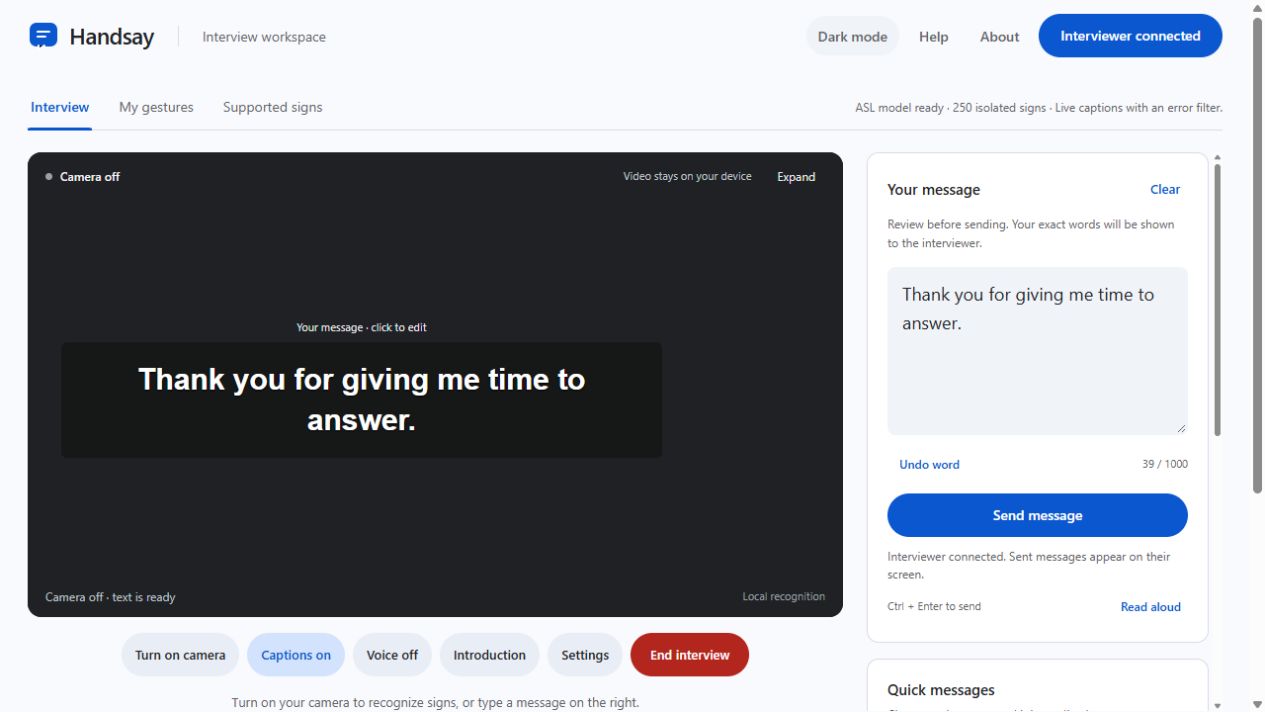 Handsay
Interview workspace
Dark mode
Help
About
Interviewer connected
Interview
My gestures
Supported signs
ASL model ready · 250 isolated signs · Live captions with an error filter.
Camera off
Video stays on your device
Expand
Your message · click to edit
Thank you for giving me time to
answer.
Camera off · text is ready
Local recognition
Turn on camera
Captions on
Voice off
Introduction
Settings
End interview
Turn on your camera to recognize signs, or type a message on the right.
Your message
Clear
Review before sending. Your exact words will be shown
to the interviewer.
Thank you for giving me time to
answer.
Undo word
39 / 1000
Send message
Interviewer connected. Sent messages appear on their
screen.
Ctrl + Enter to send
Read aloud
Quick messages